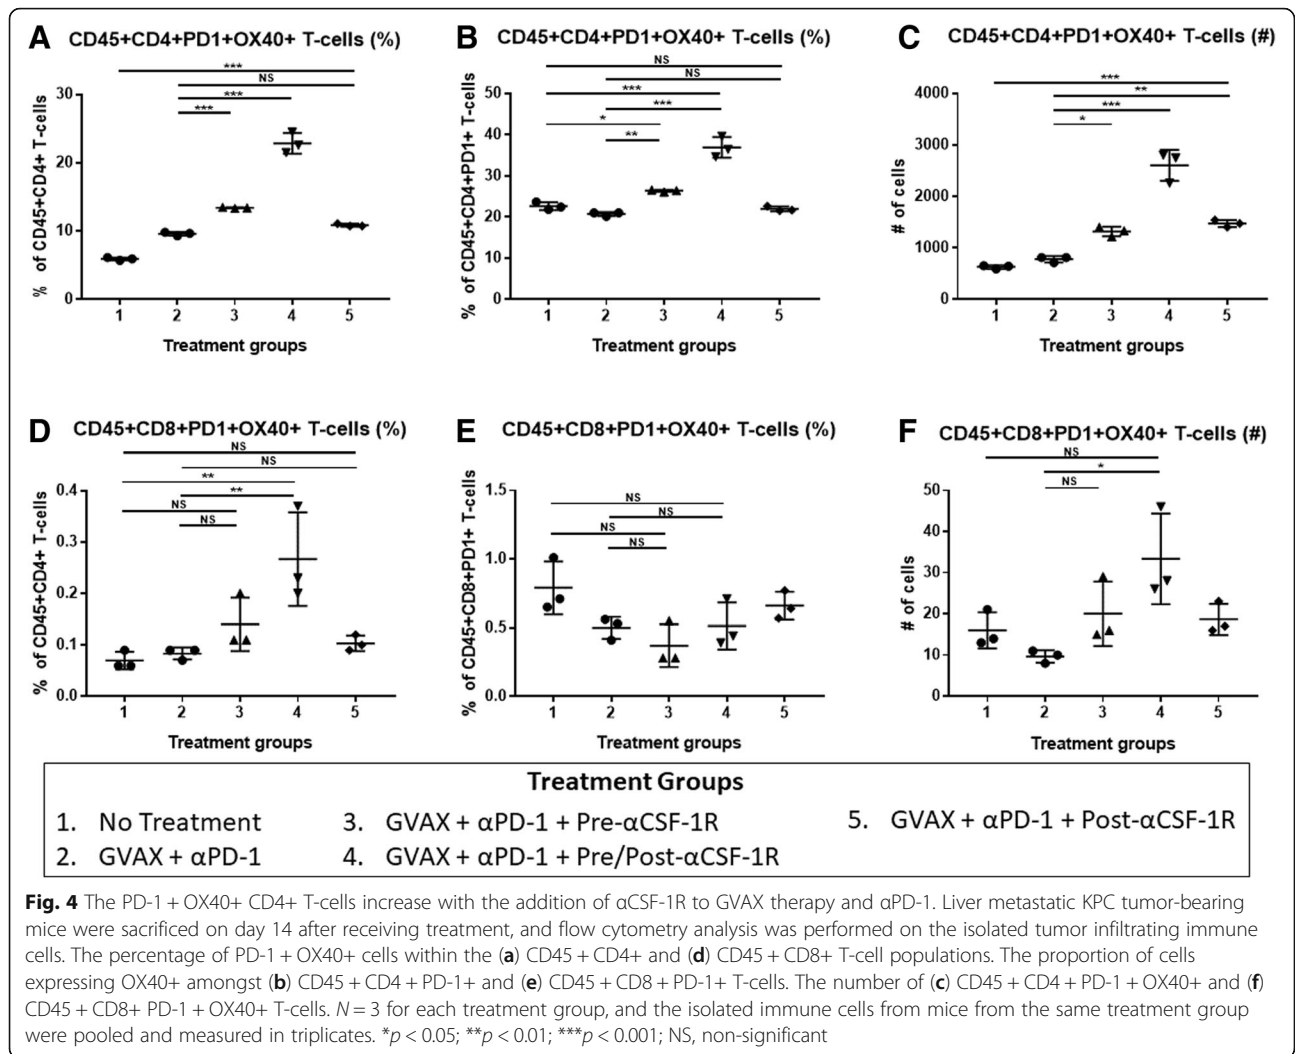 A CD45+CD4+PD1+OX40+ T-cells (%)
***
NS
***
***
% of CD45+CD4+ T-cells
30
20
10
0
1 2 3 4 5
Treatment groups
B CD45+CD4+PD1+OX40+ T-cells (%)
NS
NS
***
***
*
**
% of CD45+CD4+PD1+ T-cells
50
40
30
20
10
0
1 2 3 4 5
Treatment groups
C CD45+CD4+PD1+OX40+ T-cells (#)
***
**
***
*
# of cells
4000
3000
2000
1000
0
1 2 3 4 5
Treatment groups
D CD45+CD8+PD1+OX40+ T-cells (%)
NS
NS
**
**
NS
NS
% of CD45+CD4+ T-cells
0.4
0.3
0.2
0.1
0.0
1 2 3 4 5
Treatment groups
E CD45+CD8+PD1+OX40+ T-cells (%)
NS
NS
NS
NS
% of CD45+CD8+PD1+ T-cells
1.5
1.0
0.5
0.0
1 2 3 4 5
Treatment groups
F CD45+CD8+PD1+OX40+ T-cells (#)
NS
*
NS
# of cells
50
40
30
20
10
0
1 2 3 4 5
Treatment groups
Treatment Groups
1. No Treatment
2. GVAX + αPD-1
3. GVAX + αPD-1 + Pre-αCSF-1R
4. GVAX + αPD-1 + Pre/Post-αCSF-1R
5. GVAX + αPD-1 + Post-αCSF-1R
Fig. 4 The PD-1 + OX40+ CD4+ T-cells increase with the addition of αCSF-1R to GVAX therapy and αPD-1. Liver metastatic KPC tumor-bearing
mice were sacrificed on day 14 after receiving treatment, and flow cytometry analysis was performed on the isolated tumor infiltrating immune
cells. The percentage of PD-1 + OX40+ cells within the (a) CD45 + CD4+ and (d) CD45 + CD8+ T-cell populations. The proportion of cells
expressing OX40+ amongst (b) CD45 + CD4 + PD-1+ and (e) CD45 + CD8 + PD-1+ T-cells. The number of (c) CD45 + CD4 + PD-1 + OX40+ and (f)
CD45 + CD8+ PD-1 + OX40+ T-cells. N = 3 for each treatment group, and the isolated immune cells from mice from the same treatment group
were pooled and measured in triplicates. *p < 0.05; **p < 0.01; ***p < 0.001; NS, non-significant